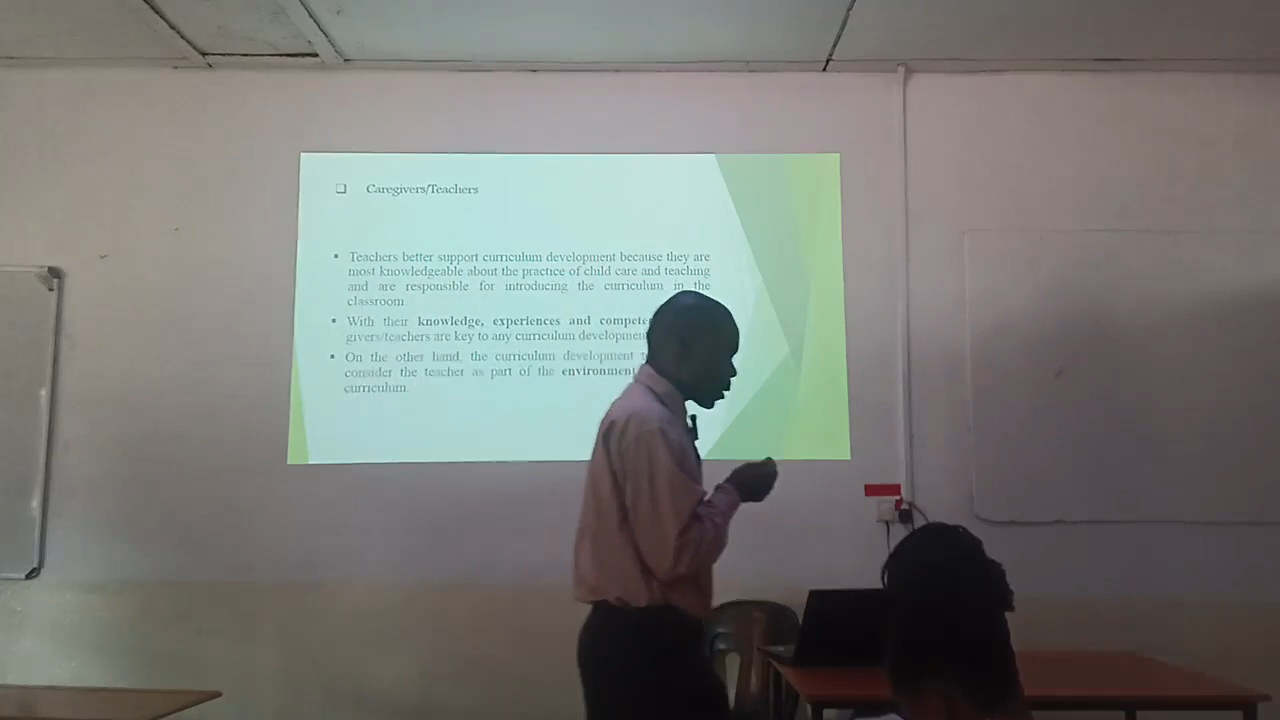 Caregivers/Teachers
Teachers better support curriculum development because they are
most knowledgeable about the practice of child care and teaching
and are responsible for introducing the curriculum in the
classroom
With their knowledge, experiences and
givers/teachers are key to any curriculum development
On the other hand, the curriculum development
consider the teacher as part of the environment
curriculum.